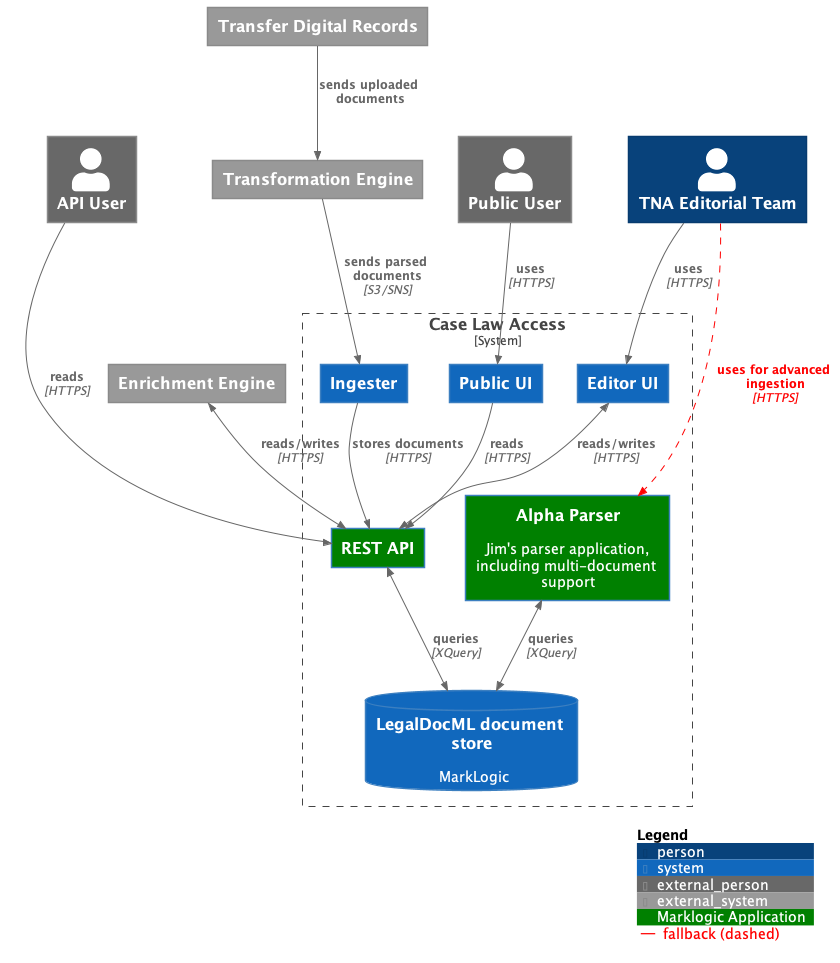 Transfer Digital Records
sends uploaded
documents
API User
Transformation Engine
Public User
TNA Editorial Team
sends parsed
documents
[S3/SNS]
uses
[HTTPS]
uses
[HTTPS]
Case Law Access
[System]
reads
[HTTPS]
Enrichment Engine
Ingester
Public UI
Editor UI
uses for advanced
ingestion
[HTTPS]
reads/writes
[HTTPS]
stores documents
[HTTPS]
reads
[HTTPS]
reads/writes
[HTTPS]
REST API
Alpha Parser
Jim's parser application,
including multi-document
support
queries
[XQuery]
queries
[XQuery]
LegalDocML document
store
MarkLogic
Legend
person
system
external_person
external_system
Marklogic Application
fallback (dashed)